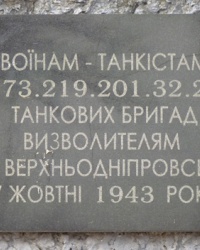 ВОЇНАМ - ТАНКІСТАМ
73.219.201.32.2
ТАНКОВИХ БРИГАД
ВИЗВОЛИТЕЛЯМ
ВЕРХНЬОДНІПРОВСЬ
ЖОВТНІ 1943 РОК